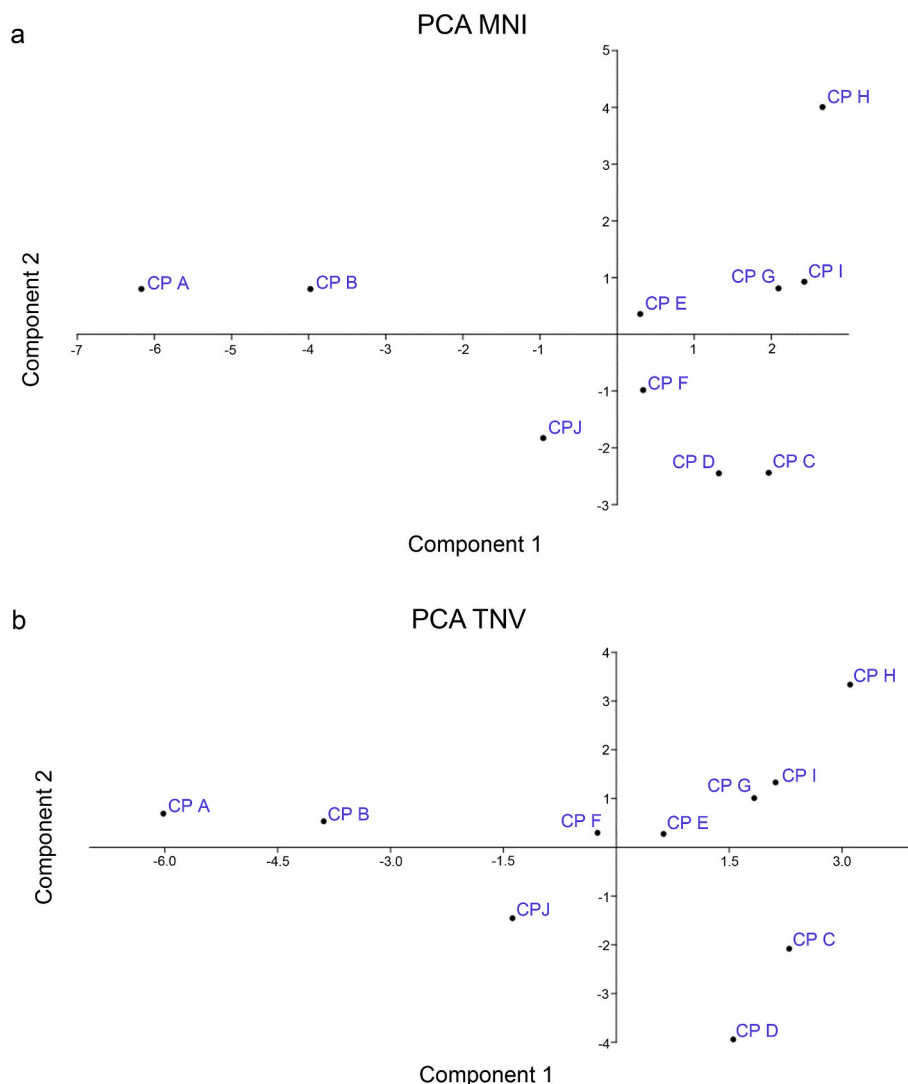 a
PCA MNI
5
CP H
4
3
2
CP A
CP B
CP G
CP I
1
CP E
Component 2
-7
-6
-5
-4
-3
-2
-1
1
2
CP F
-1
CPJ
-2
CP D
CP C
-3
Component 1
b
PCA TNV
4
CP H
3
2
CP I
CP G
1
CP A
CP B
CP F
CP E
Component 2
-6.0
-4.5
-3.0
-1.5
1.5
3.0
-1
CPJ
CP C
-2
-3
CP D
-4
Component 1